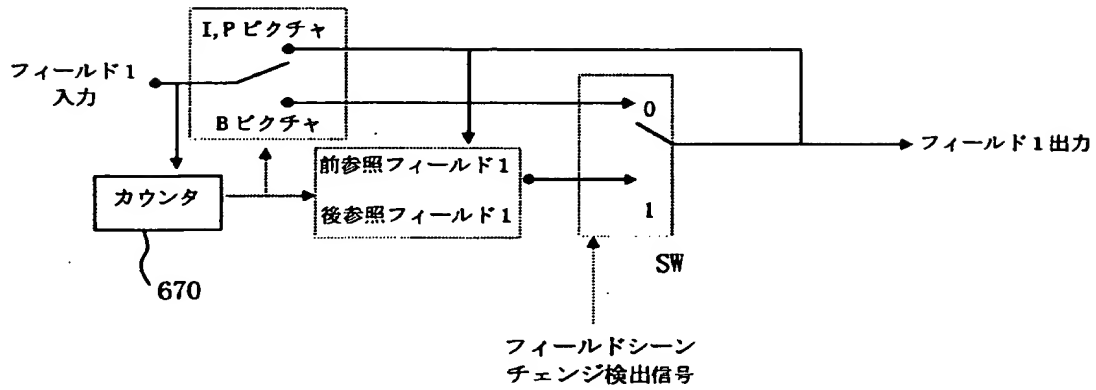 I,Pピクチャ
フィールド1
入力
Bピクチャ
0
フィールド1出力
カウンタ
前参照フィールド1
後参照フィールド1
1
SW
670
フィールドシーン
チェンジ検出信号